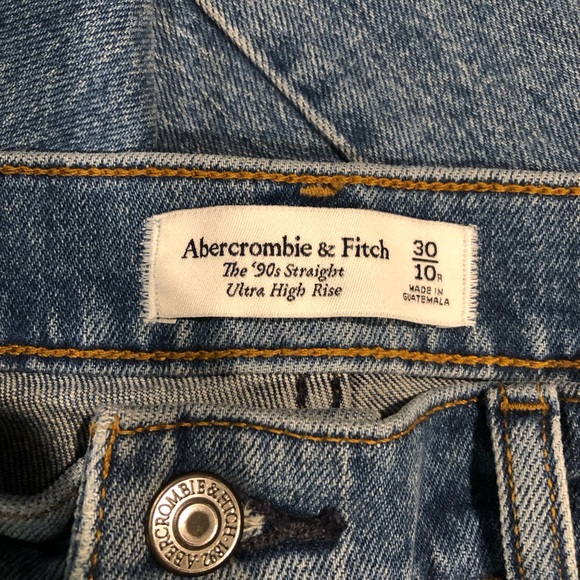 Abercrombie & Fitch
The '90s Straight
Ultra High Rise
30
10R
MADE IN
GUATEMALA
ABERCROMBIE & FITCH · 1892 ·